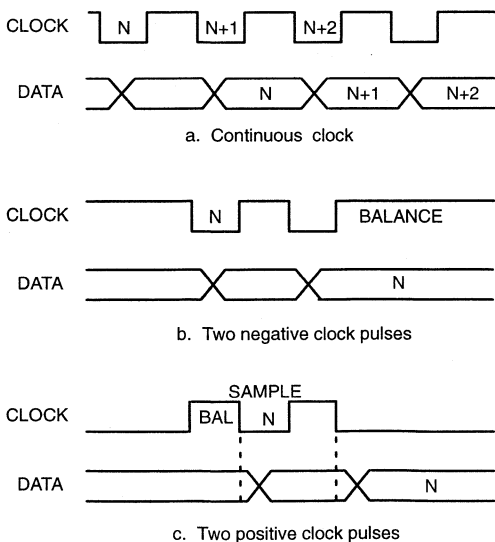 CLOCK N N+1 N+2
DATA N N+1 N+2
a. Continuous clock
CLOCK N BALANCE
DATA N
b. Two negative clock pulses
SAMPLE
CLOCK BAL N
DATA N
c. Two positive clock pulses